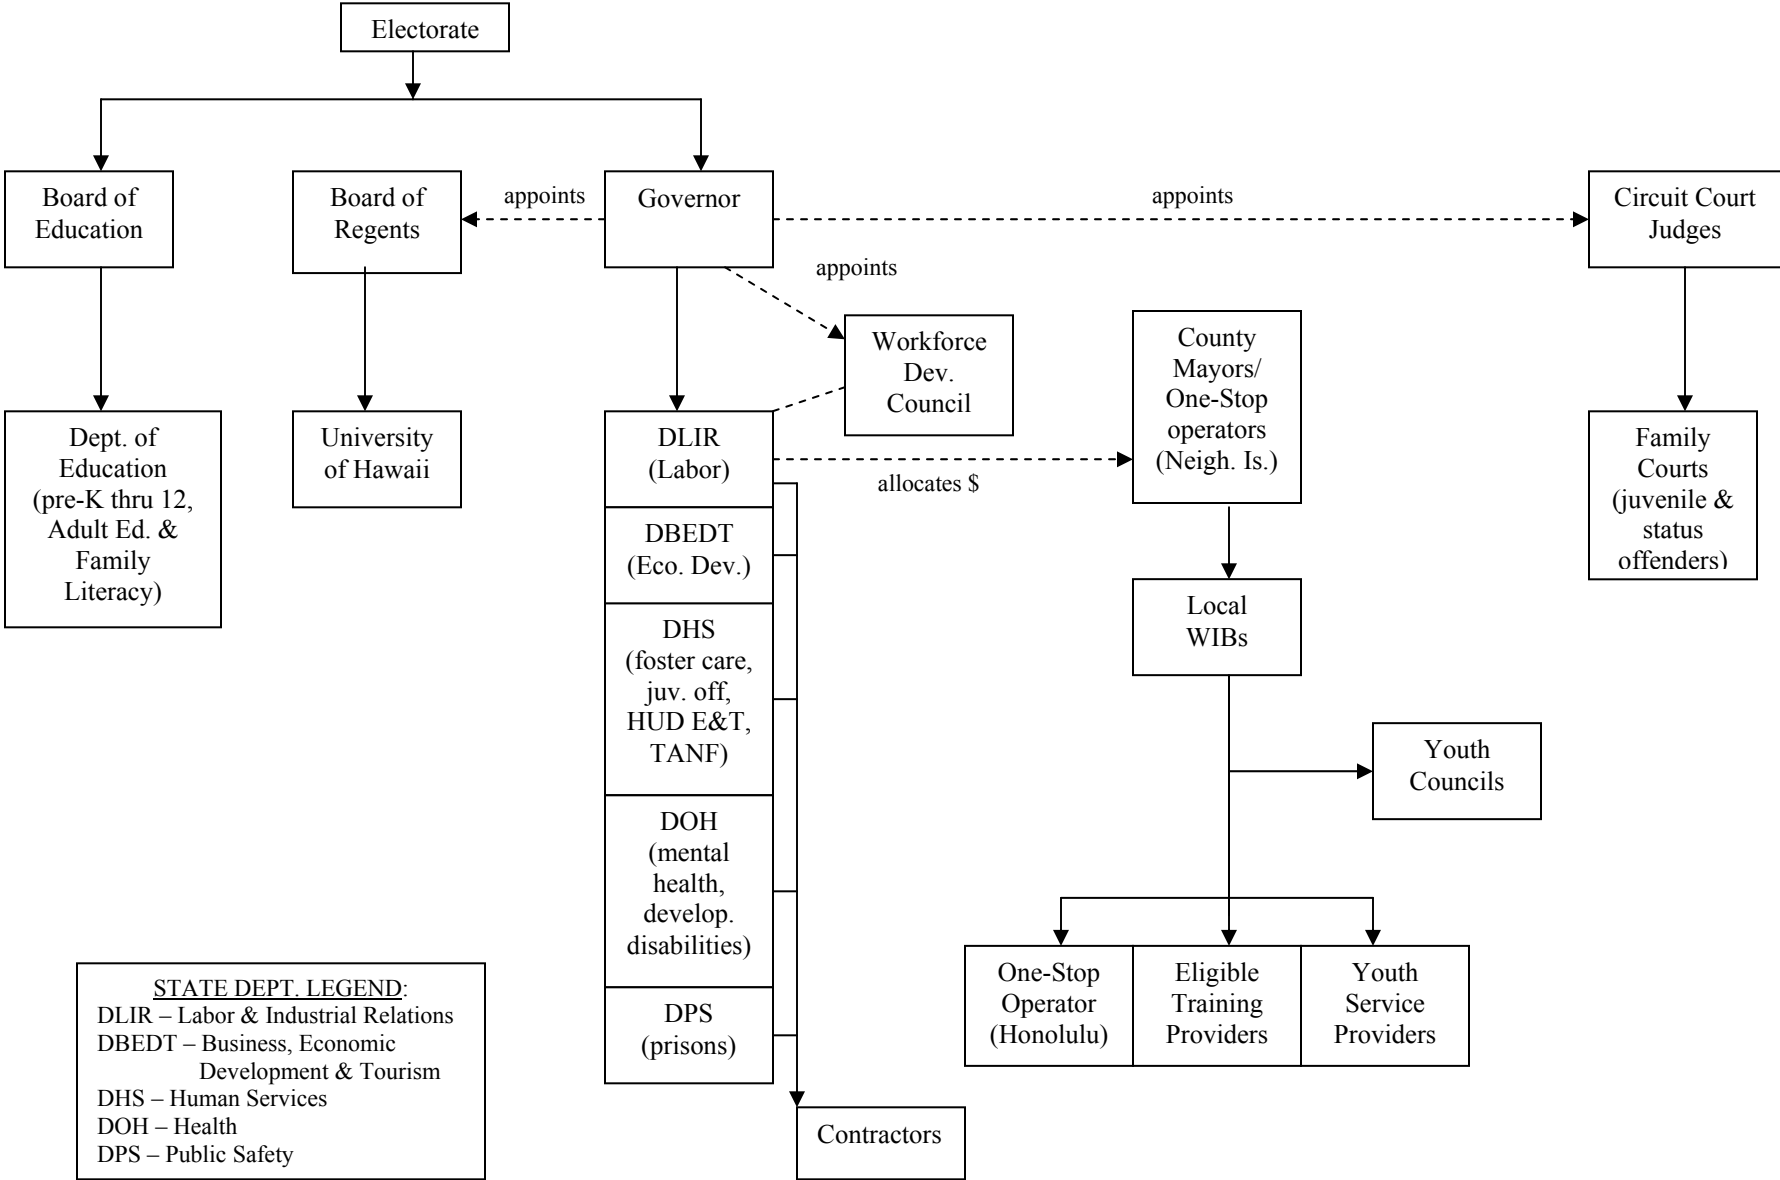 Electorate
Board of
Education
Board of
Regents
appoints
Governor
appoints
Circuit Court
Judges
appoints
Workforce
Dev.
Council
County
Mayors/
One-Stop
operators
(Neigh. Is.)
Dept. of
Education
(pre-K thru 12,
Adult Ed. &
Family
Literacy)
University
of Hawaii
DLIR
(Labor)
allocates $
Family
Courts
(juvenile &
status
offenders)
DBEDT
(Eco. Dev.)
Local
WIBs
DHS
(foster care,
juv. off,
HUD E&T,
TANF)
Youth
Councils
DOH
(mental
health,
develop.
disabilities)
DPS
(prisons)
One-Stop
Operator
(Honolulu)
Eligible
Training
Providers
Youth
Service
Providers
Contractors
STATE DEPT. LEGEND:
DLIR – Labor & Industrial Relations
DBEDT – Business, Economic
Development & Tourism
DHS – Human Services
DOH – Health
DPS – Public Safety